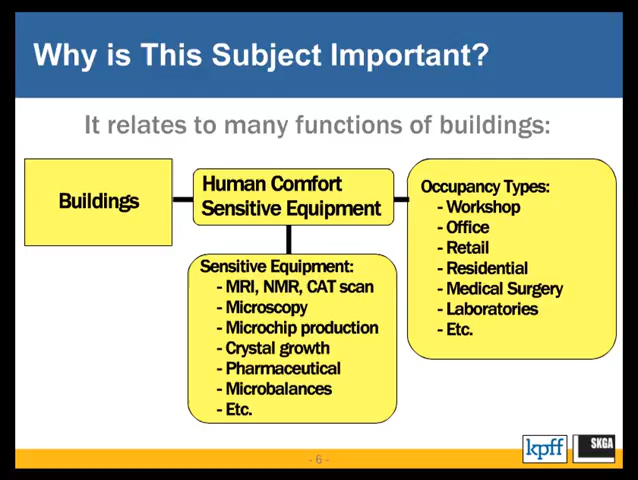 Why is This Subject Important?
It relates to many functions of buildings:
Buildings
Human Comfort
Sensitive Equipment
Occupancy Types:
- Workshop
- Office
- Retail
- Residential
- Medical Surgery
- Laboratories
- Etc.
Sensitive Equipment:
- MRI, NMR, CAT scan
- Microscopy
- Microchip production
- Crystal growth
- Pharmaceutical
- Microbalances
- Etc.
- 6 -
kpff
SKGA